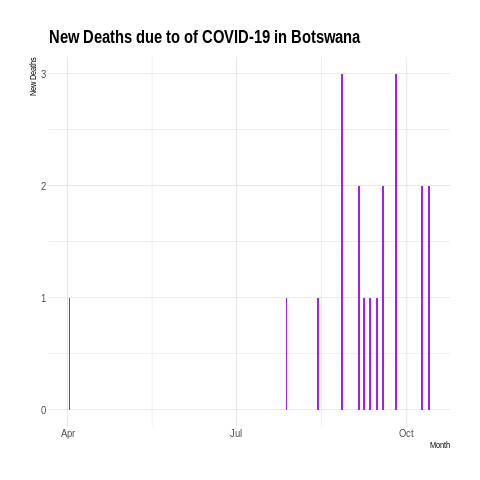 New Deaths due to of COVID-19 in Botswana
New Deaths
3
2
1
0
Apr Jul Oct
Month